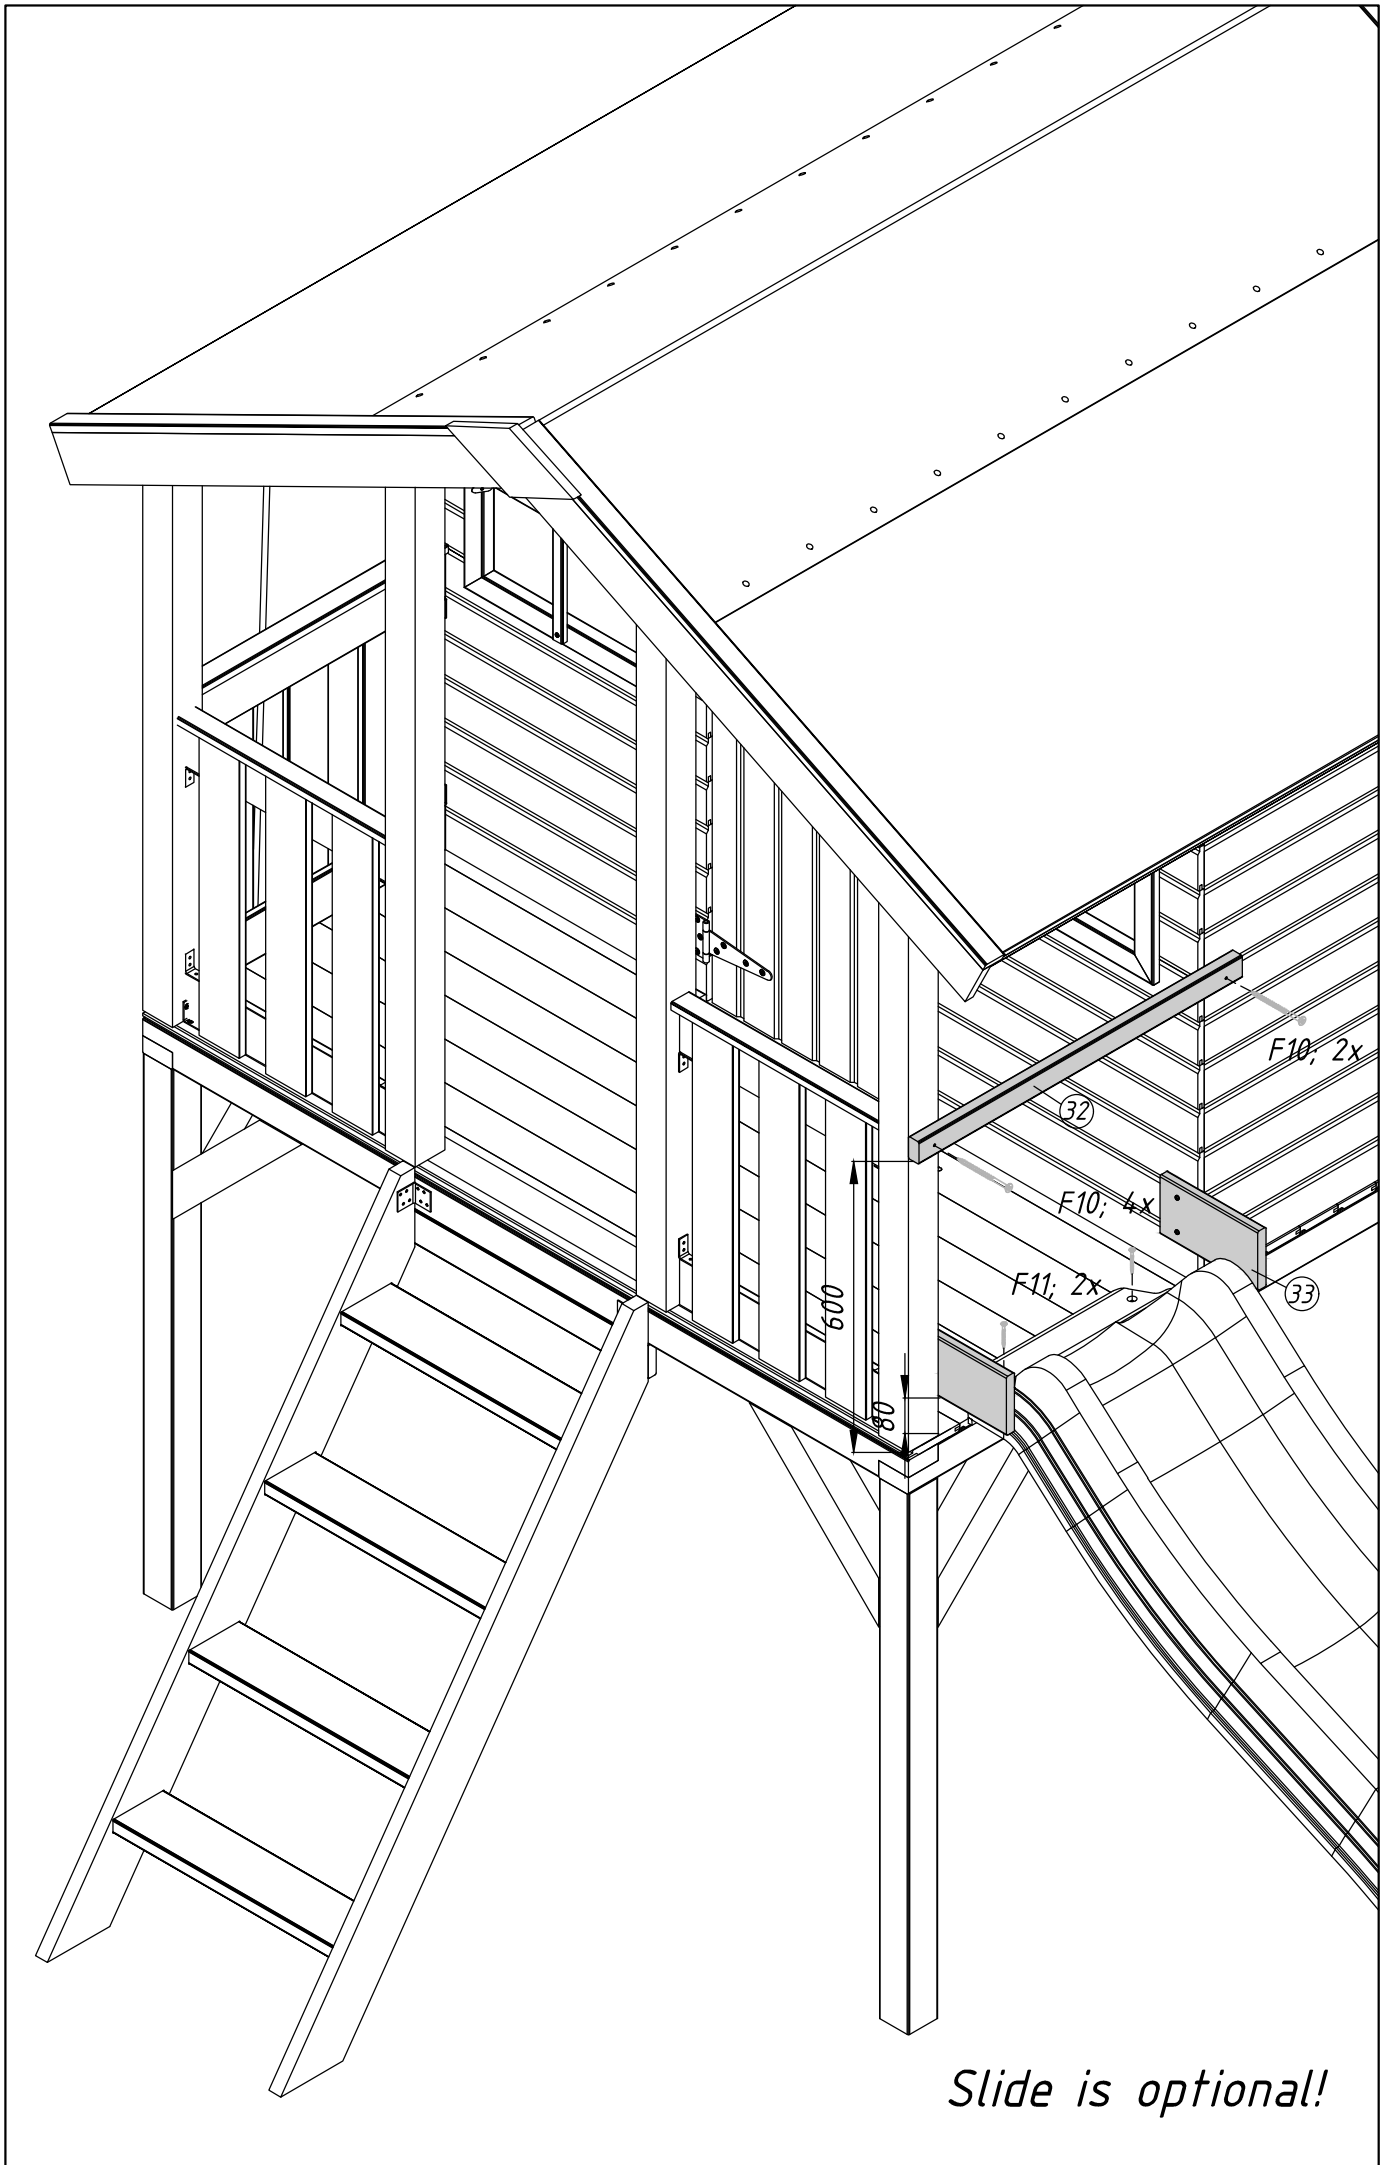 F10; 2x
32
F10; 4x
F11; 2x
33
600
80
Slide is optional!